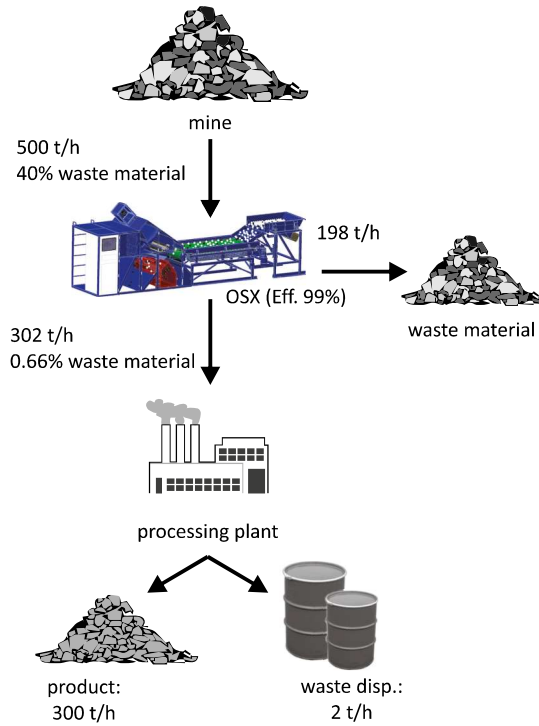 mine
500 t/h
40% waste material
198 t/h
OSX (Eff. 99%)
waste material
302 t/h
0.66% waste material
processing plant
product:
300 t/h
waste disp.:
2 t/h